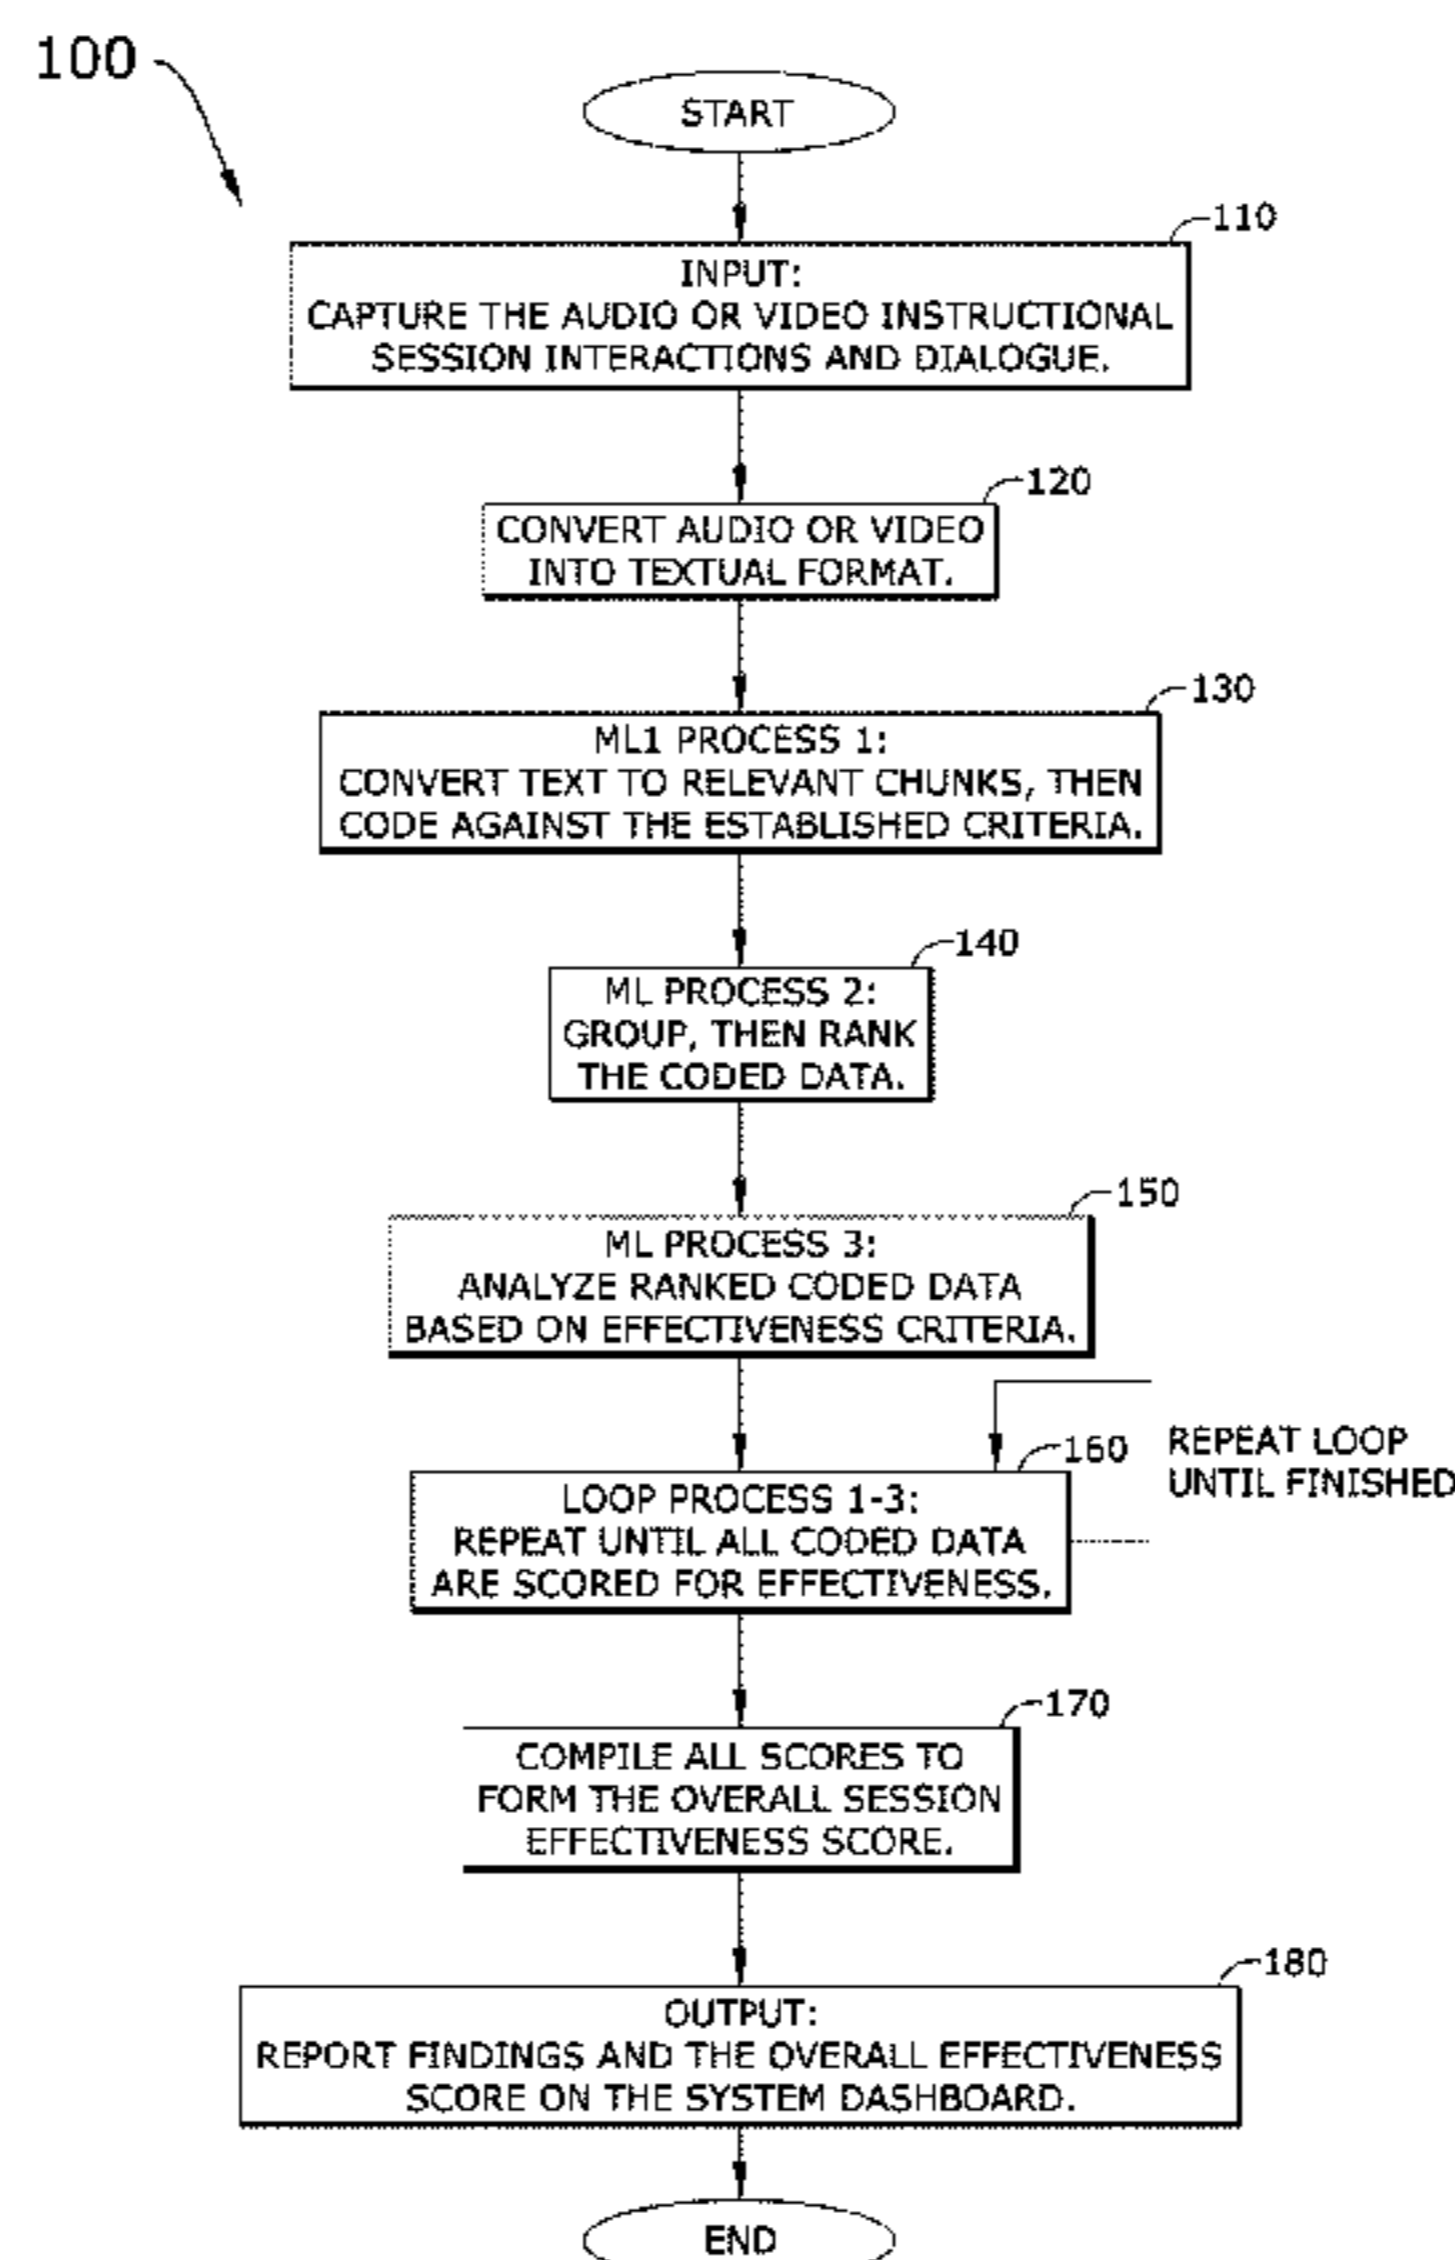 100
START
110
INPUT:
CAPTURE THE AUDIO OR VIDEO INSTRUCTIONAL
SESSION INTERACTIONS AND DIALOGUE.
120
CONVERT AUDIO OR VIDEO
INTO TEXTUAL FORMAT.
130
ML1 PROCESS 1:
CONVERT TEXT TO RELEVANT CHUNKS, THEN
CODE AGAINST THE ESTABLISHED CRITERIA.
140
ML PROCESS 2:
GROUP, THEN RANK
THE CODED DATA.
150
ML PROCESS 3:
ANALYZE RANKED CODED DATA
BASED ON EFFECTIVENESS CRITERIA.
160
REPEAT LOOP
UNTIL FINISHED
LOOP PROCESS 1-3:
REPEAT UNTIL ALL CODED DATA
ARE SCORED FOR EFFECTIVENESS.
170
COMPILE ALL SCORES TO
FORM THE OVERALL SESSION
EFFECTIVENESS SCORE.
180
OUTPUT:
REPORT FINDINGS AND THE OVERALL EFFECTIVENESS
SCORE ON THE SYSTEM DASHBOARD.
END